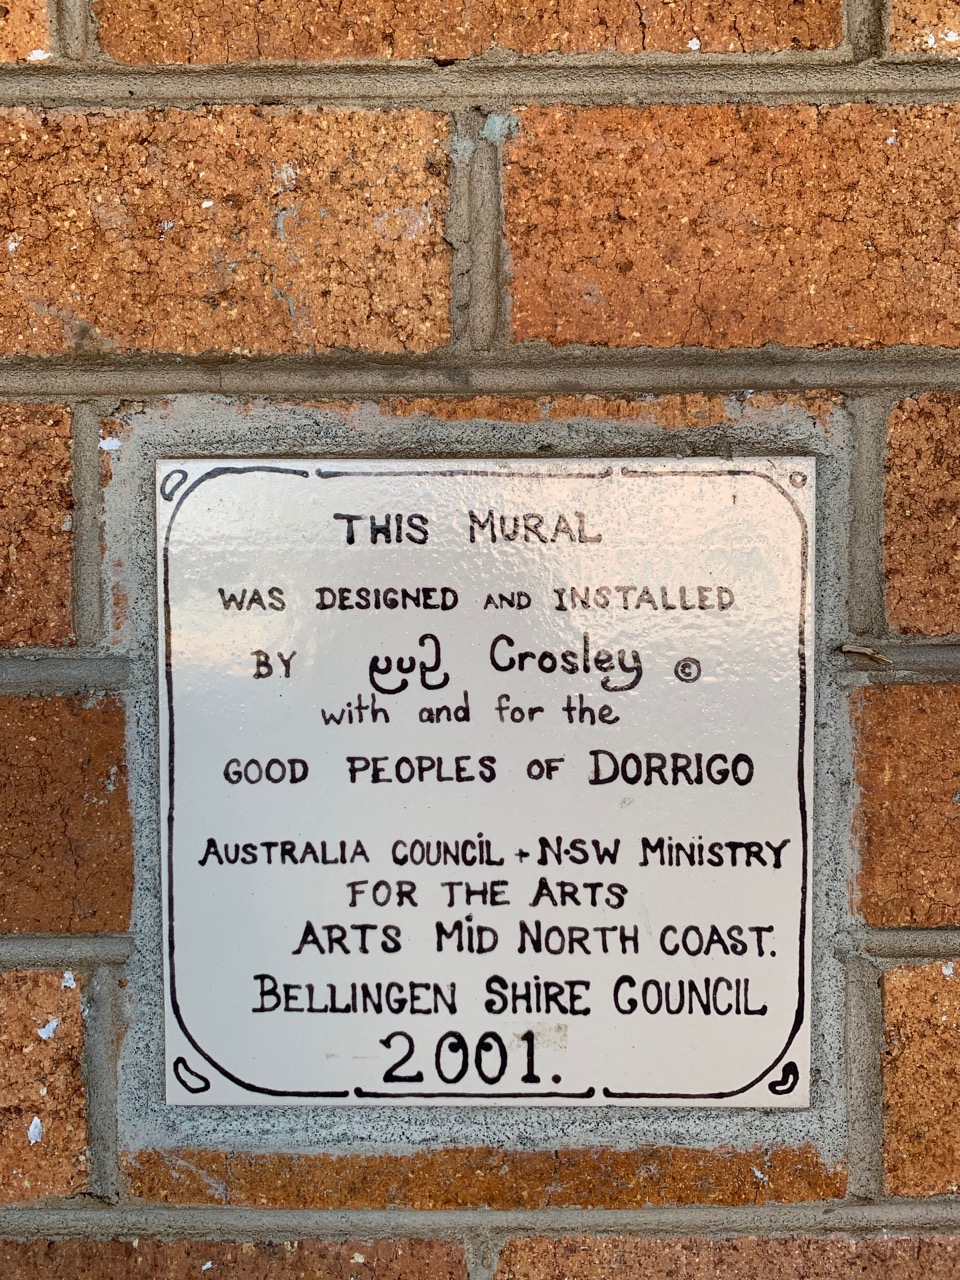 THIS MURAL
WAS DESIGNED AND INSTALLED
BY Crosley ©
with and for the
GOOD PEOPLES OF DORRIGO
AUSTRALIA COUNCIL + N·SW MINISTRY
FOR THE ARTS
ARTS MID NORTH COAST.
BELLINGEN SHIRE COUNCIL
2001.